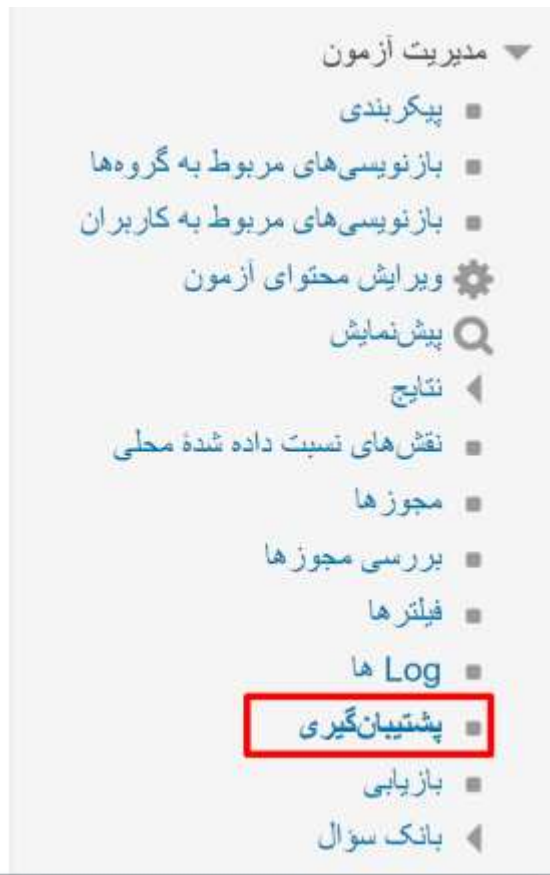 مدیریت آزمون
پیکربندی
بازنویسی‌های مربوط به گروه‌ها
بازنویسی‌های مربوط به کاربران
ویرایش محتوای آزمون
پیش‌نمایش
نتایج
نقش‌های نسبت داده شدهٔ محلی
مجوزها
بررسی مجوزها
فیلترها
Log ها
پشتیبان‌گیری
بازیابی
بانک سؤال